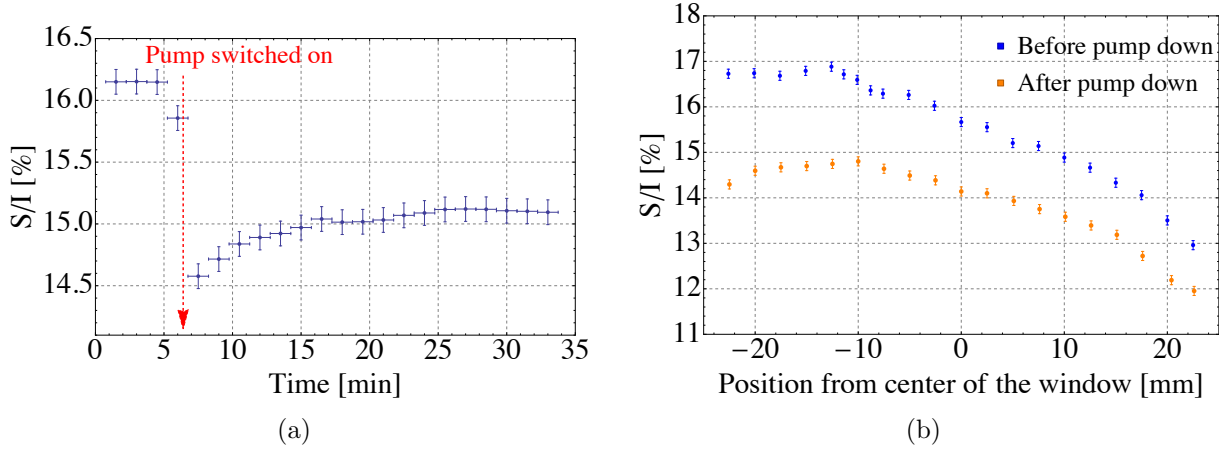 16.5
16.0
15.5
15.0
14.5
S/I [%]
Pump switched on
0 5 10 15 20 25 30 35
Time [min]
(a)
18
17
16
15
14
13
12
11
S/I [%]
Before pump down
After pump down
−20 −10 0 10 20
Position from center of the window [mm]
(b)